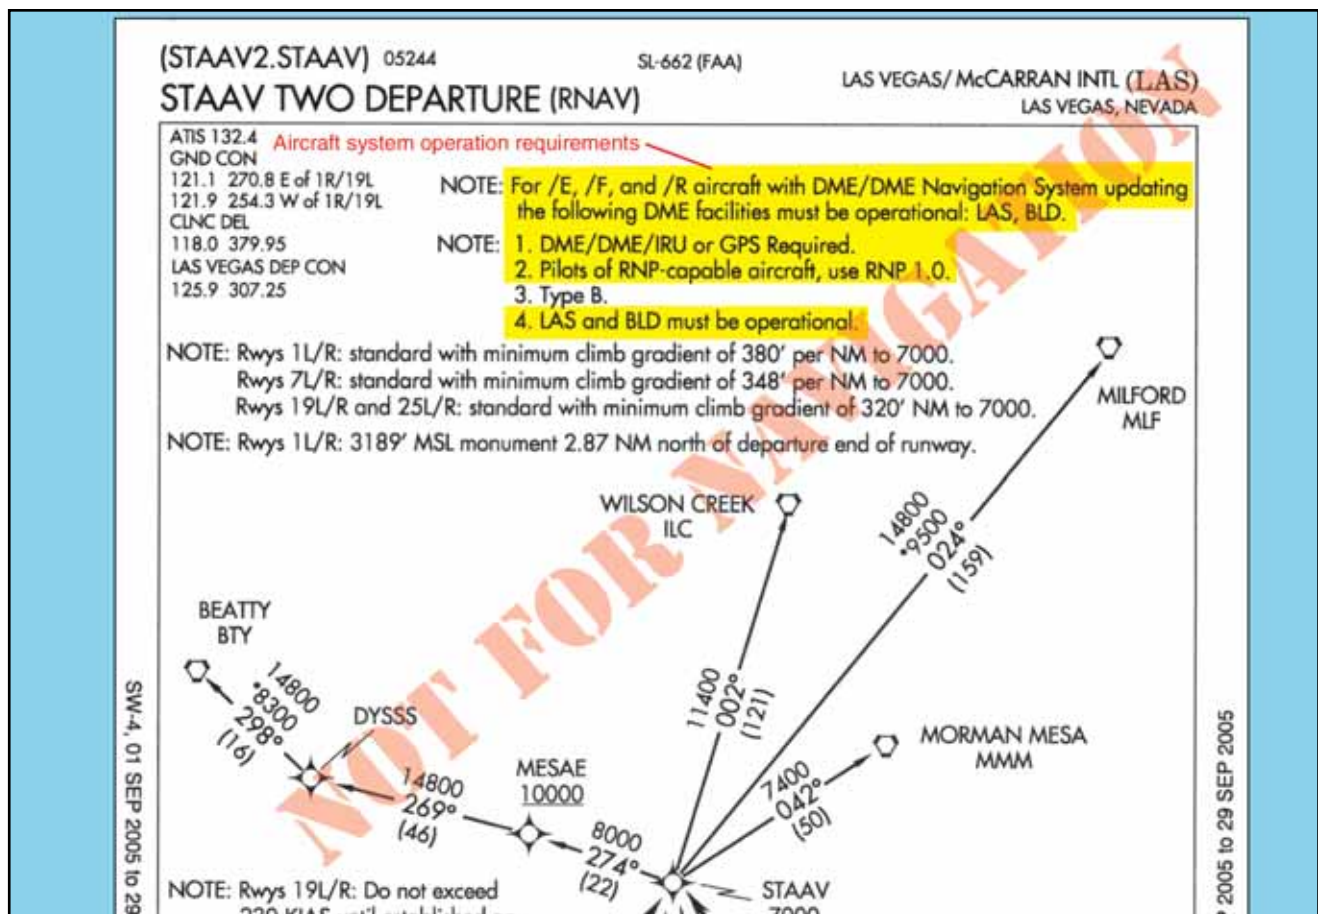 (STAAV2.STAAV) 05244
SL-662 (FAA)
LAS VEGAS/ McCARRAN INTL (LAS)
STAAV TWO DEPARTURE (RNAV)
LAS VEGAS, NEVADA
ATIS 132.4
GND CON
121.1 270.8 E of 1R/19L
121.9 254.3 W of 1R/19L
CLNC DEL
118.0 379.95
LAS VEGAS DEP CON
125.9 307.25
Aircraft system operation requirements
NOTE: For /E, /F, and /R aircraft with DME/DME Navigation System updating
the following DME facilities must be operational: LAS, BLD.
NOTE: 1. DME/DME/IRU or GPS Required.
2. Pilots of RNP-capable aircraft, use RNP 1.0.
3. Type B.
4. LAS and BLD must be operational.
NOTE: Rwys 1L/R: standard with minimum climb gradient of 380' per NM to 7000.
Rwys 7L/R: standard with minimum climb gradient of 348' per NM to 7000.
Rwys 19L/R and 25L/R: standard with minimum climb gradient of 320' NM to 7000.
NOTE: Rwys 1L/R: 3189' MSL monument 2.87 NM north of departure end of runway.
NOT FOR NAVIGATION
MILFORD
MLF
14800
*9500
024°
(159)
WILSON CREEK
ILC
11400
002°
(121)
BEATTY
BTY
14800
*8300
298°
(16)
DYSSS
14800
269°
(46)
MESAE
10000
8000
274°
(22)
MORMAN MESA
MMM
7400
042°
(50)
STAAV
7000
NOTE: Rwys 19L/R: Do not exceed
230 KIAS until established on
SW-4, 01 SEP 2005 to 29
P 2005 to 29 SEP 2005